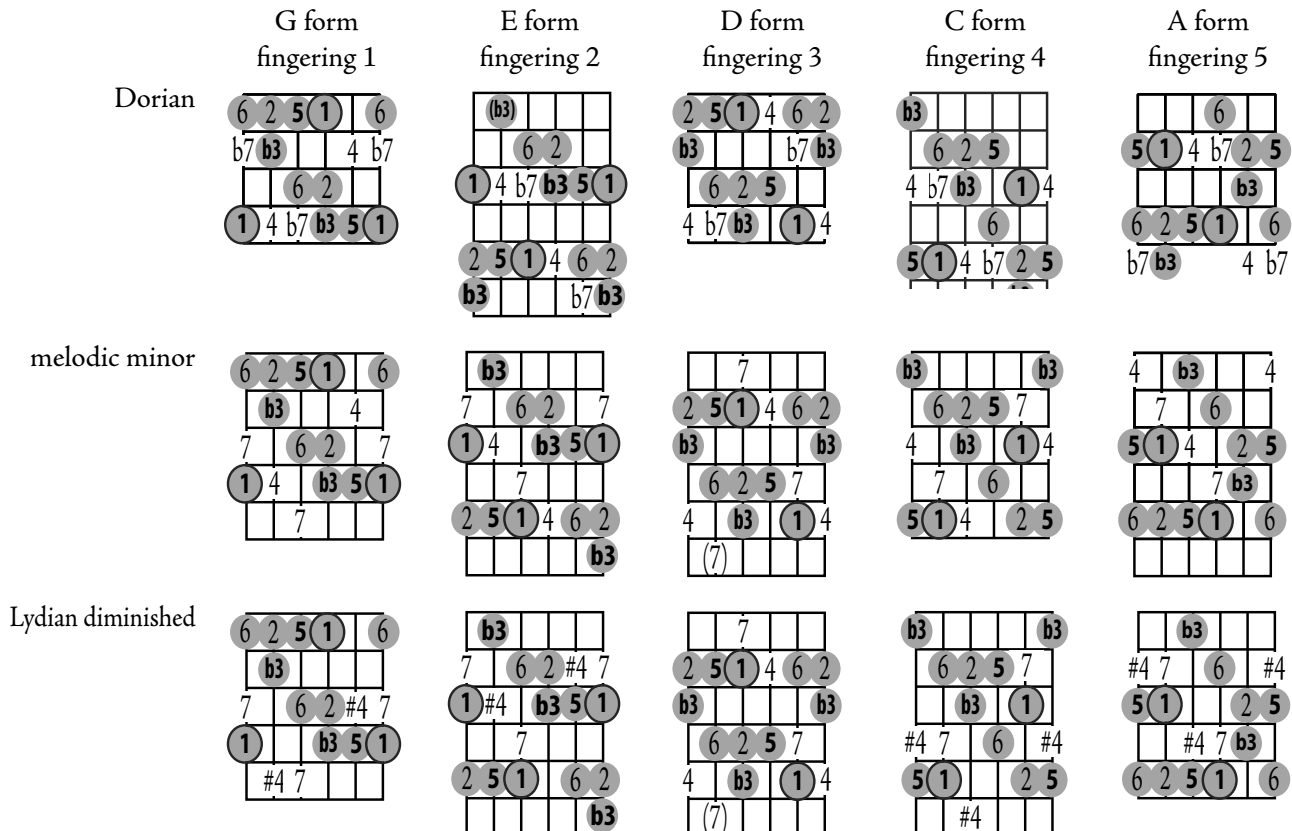 G form
fingering 1
E form
fingering 2
D form
fingering 3
C form
fingering 4
A form
fingering 5
Dorian
6 2 5 1 6
b7 b3 4 b7
6 2
1 4 b7 b3 5 1
(b3)
6 2
1 4 b7 b3 5 1
2 5 1 4 6 2
b3 b7 b3
2 5 1 4 6 2
b3 b7 b3
6 2 5
4 b7 b3 1 4
b3
6 2 5
4 b7 b3 1 4
6
5 1 4 b7 2 5
6
5 1 4 b7 2 5
b3
6 2 5 1 6
b7 b3 4 b7
melodic minor
6 2 5 1 6
b3 4
7 6 2 7
1 4 b3 5 1
7
b3
7 6 2 7
1 4 b3 5 1
7
2 5 1 4 6 2
b3
7
2 5 1 4 6 2
b3 b3
6 2 5 7
4 b3 1 4
(7)
b3 b3
6 2 5 7
4 b3 1 4
7 6
5 1 4 2 5
4 b3 4
7 6
5 1 4 2 5
7 b3
6 2 5 1 6
Lydian diminished
6 2 5 1 6
b3
7 6 2 #4 7
1 b3 5 1
#4 7
b3
7 6 2 #4 7
1 #4 b3 5 1
7
2 5 1 6 2
b3
7
2 5 1 4 6 2
b3 b3
6 2 5 7
4 b3 1 4
(7)
b3 b3
6 2 5 7
b3 1
#4 7 6 #4
5 1 2 5
#4
b3
#4 7 6 #4
5 1 2 5
#4 7 b3
6 2 5 1 6